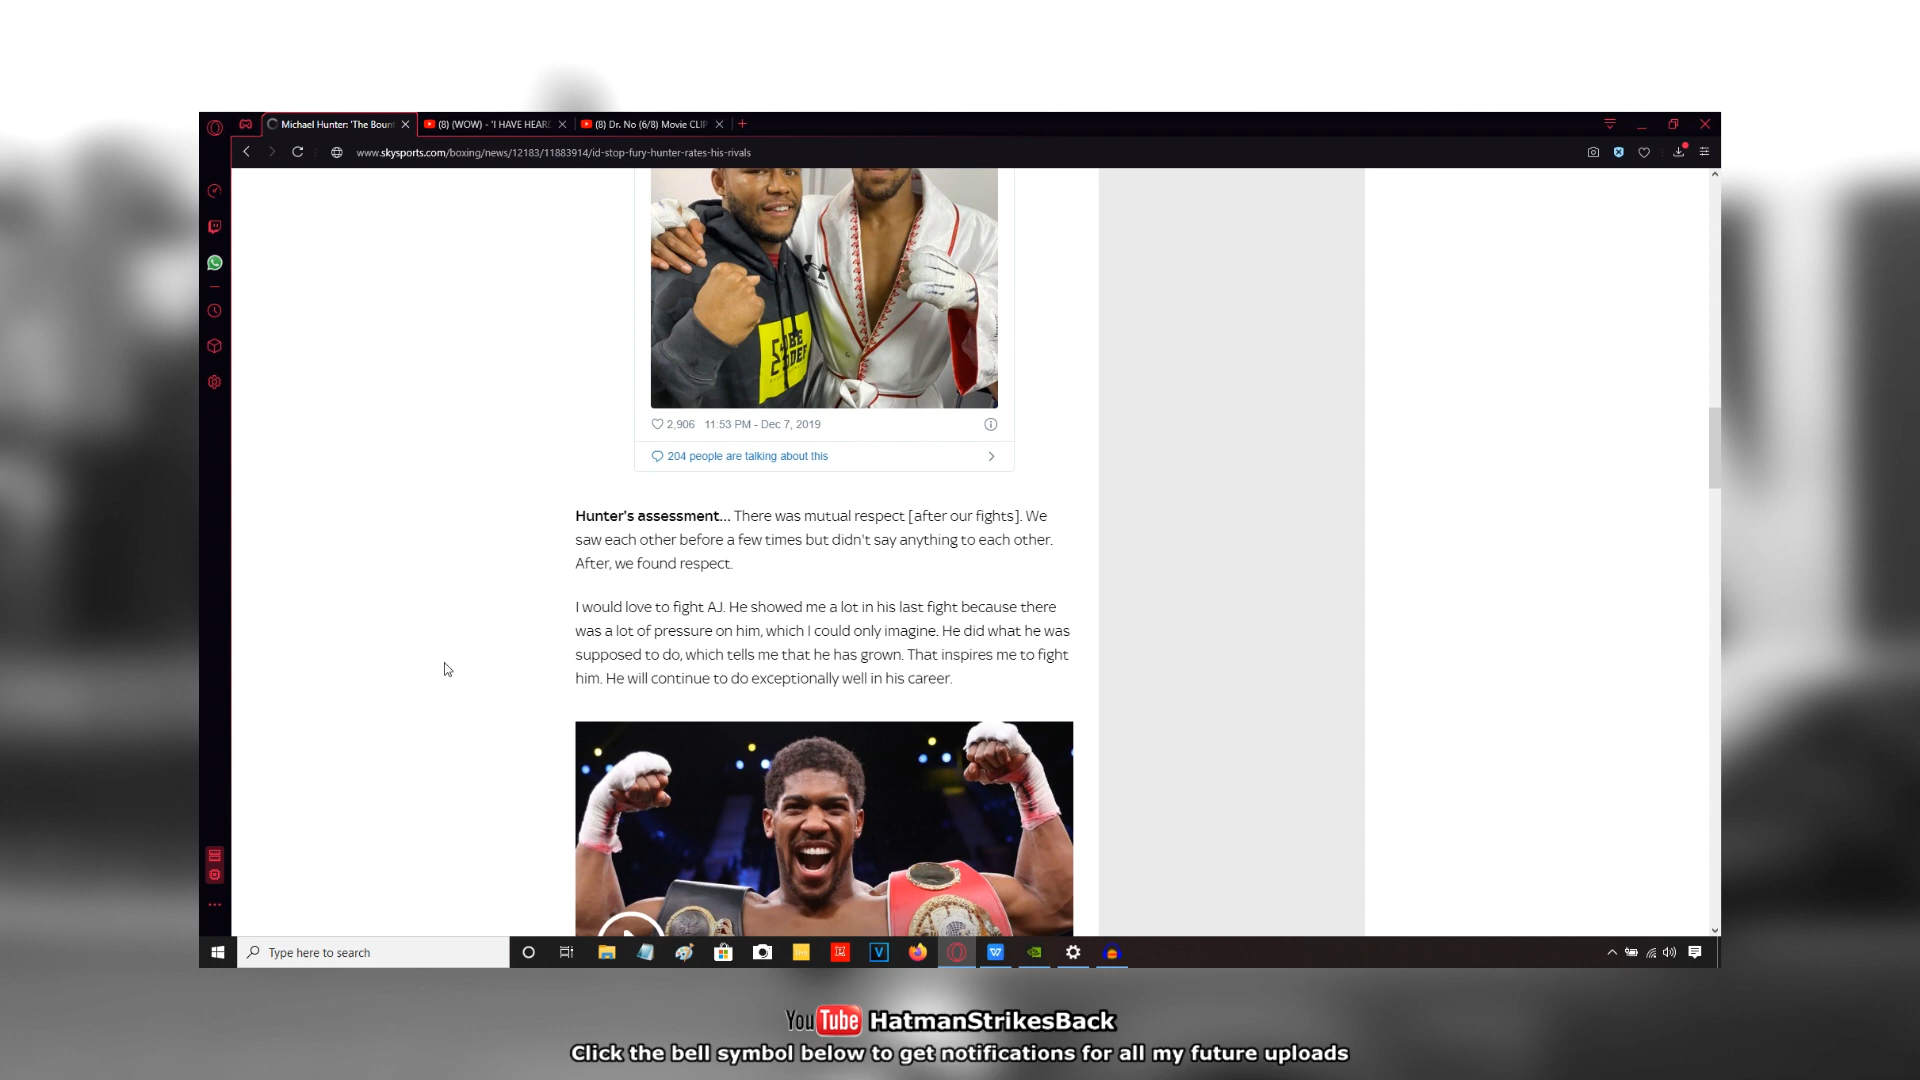 Michael Hunter: 'The Bount
(8) (WOW) - 'I HAVE HEARD
(8) Dr. No (6/8) Movie CLIP
www.skysports.com/boxing/news/12183/11883914/id-stop-fury-hunter-rates-his-rivals
2,906 11:53 PM - Dec 7, 2019
204 people are talking about this
Hunter's assessment... There was mutual respect [after our fights]. We
saw each other before a few times but didn't say anything to each other.
After, we found respect.
I would love to fight AJ. He showed me a lot in his last fight because there
was a lot of pressure on him, which I could only imagine. He did what he was
supposed to do, which tells me that he has grown. That inspires me to fight
him. He will continue to do exceptionally well in his career.
Type here to search
YouTube HatmanStrikesBack
Click the bell symbol below to get notifications for all my future uploads